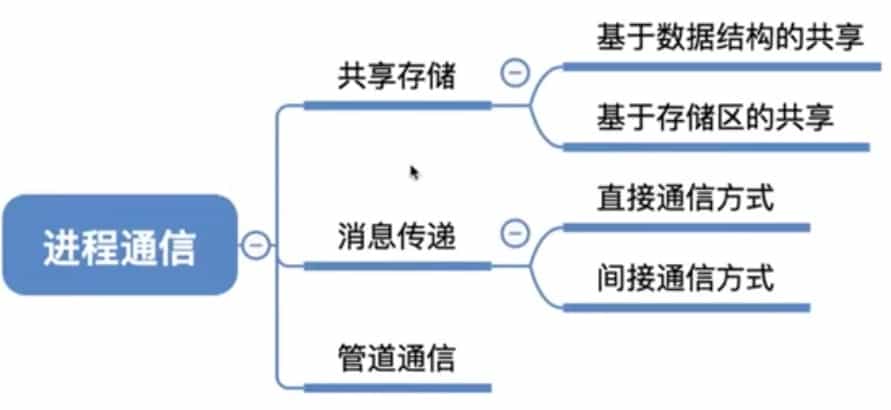 进程通信
共享存储
基于数据结构的共享
基于存储区的共享
消息传递
直接通信方式
间接通信方式
管道通信